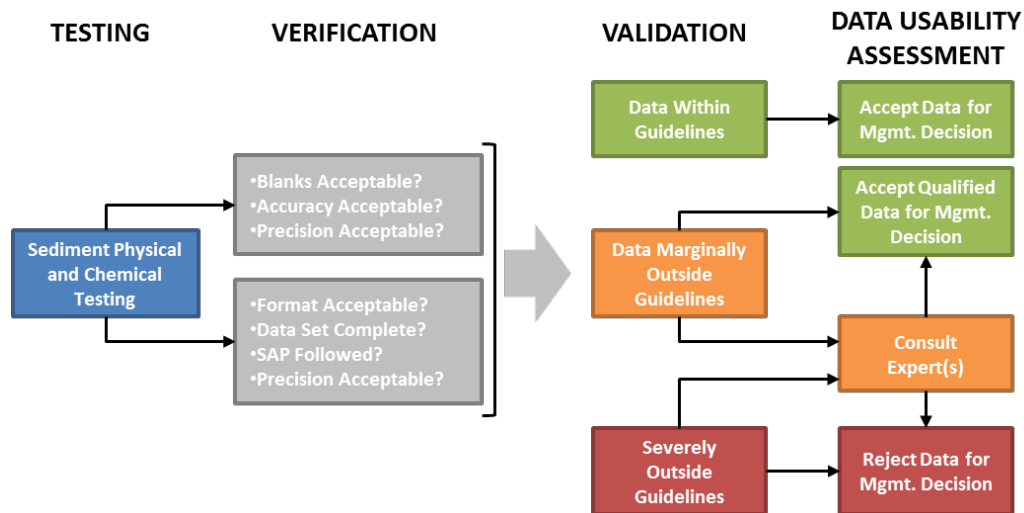 TESTING
VERIFICATION
VALIDATION
DATA USABILITY
ASSESSMENT
Sediment Physical
and Chemical
Testing
•Blanks Acceptable?
•Accuracy Acceptable?
•Precision Acceptable?
•Format Acceptable?
•Data Set Complete?
•SAP Followed?
•Precision Acceptable?
Data Within
Guidelines
Accept Data for
Mgmt. Decision
Data Marginally
Outside
Guidelines
Accept Qualified
Data for Mgmt.
Decision
Consult
Expert(s)
Severely
Outside
Guidelines
Reject Data for
Mgmt. Decision